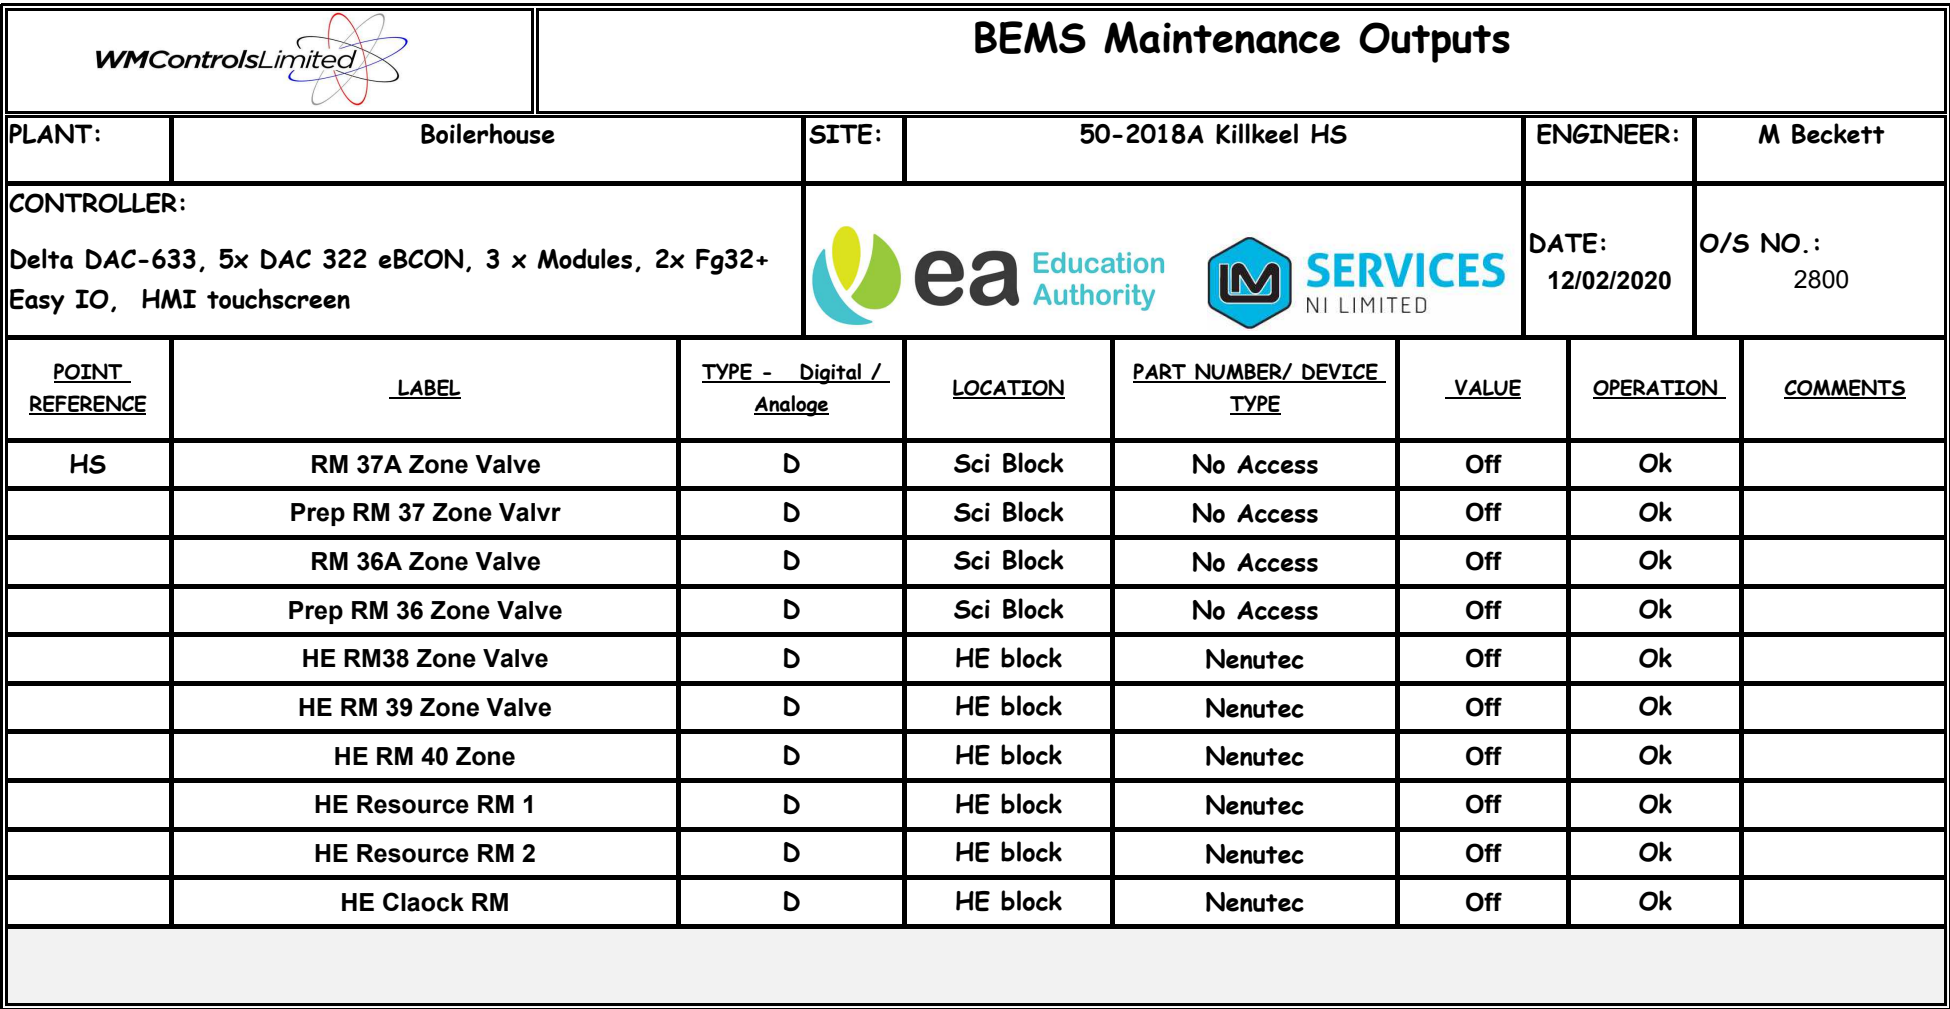 WMControlsLimited
BEMS Maintenance Outputs
PLANT: Boilerhouse SITE: 50-2018A Killkeel HS ENGINEER: M Beckett
CONTROLLER:
Delta DAC-633, 5x DAC 322 eBCON, 3 x Modules, 2x Fg32+
Easy IO, HMI touchscreen
ea Education
Authority
LM SERVICES
NI LIMITED
DATE:
12/02/2020
O/S NO.:
2800
POINT
REFERENCE
LABEL
TYPE - Digital /
Analoge
LOCATION
PART NUMBER/ DEVICE
TYPE
VALUE
OPERATION
COMMENTS
HS RM 37A Zone Valve D Sci Block No Access Off Ok
Prep RM 37 Zone Valvr D Sci Block No Access Off Ok
RM 36A Zone Valve D Sci Block No Access Off Ok
Prep RM 36 Zone Valve D Sci Block No Access Off Ok
HE RM38 Zone Valve D HE block Nenutec Off Ok
HE RM 39 Zone Valve D HE block Nenutec Off Ok
HE RM 40 Zone D HE block Nenutec Off Ok
HE Resource RM 1 D HE block Nenutec Off Ok
HE Resource RM 2 D HE block Nenutec Off Ok
HE Claock RM D HE block Nenutec Off Ok